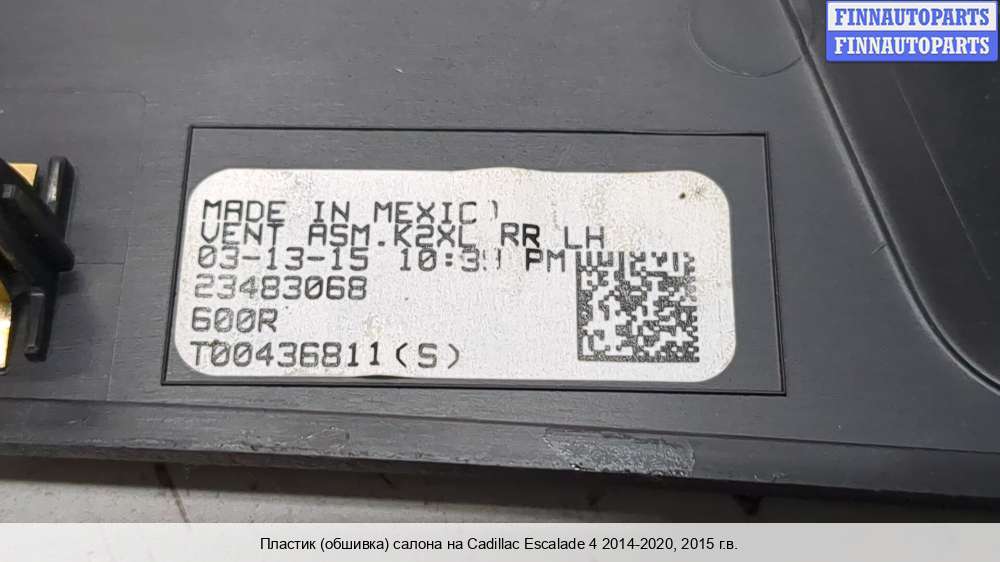 FINNAUTOPARTS
FINNAUTOPARTS
MADE IN MEXICO
VENT ASM.K2XL RR LH
03-13-15 10:39 PM
23483068
600R
T00436811(S)
Пластик (обшивка) салона на Cadillac Escalade 4 2014-2020, 2015 г.в.